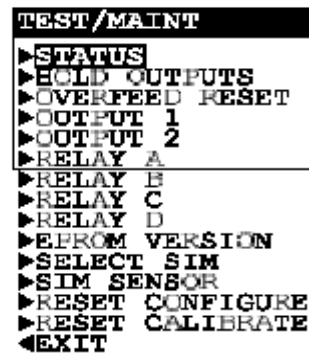 TEST/MAINT
▶STATUS
▶HOLD OUTPUTS
▶OVERFEED RESET
▶OUTPUT 1
▶OUTPUT 2
▶RELAY A
▶RELAY B
▶RELAY C
▶RELAY D
▶EPROM VERSION
▶SELECT SIM
▶SIM SENSOR
▶RESET CONFIGURE
▶RESET CALIBRATE
◀EXIT